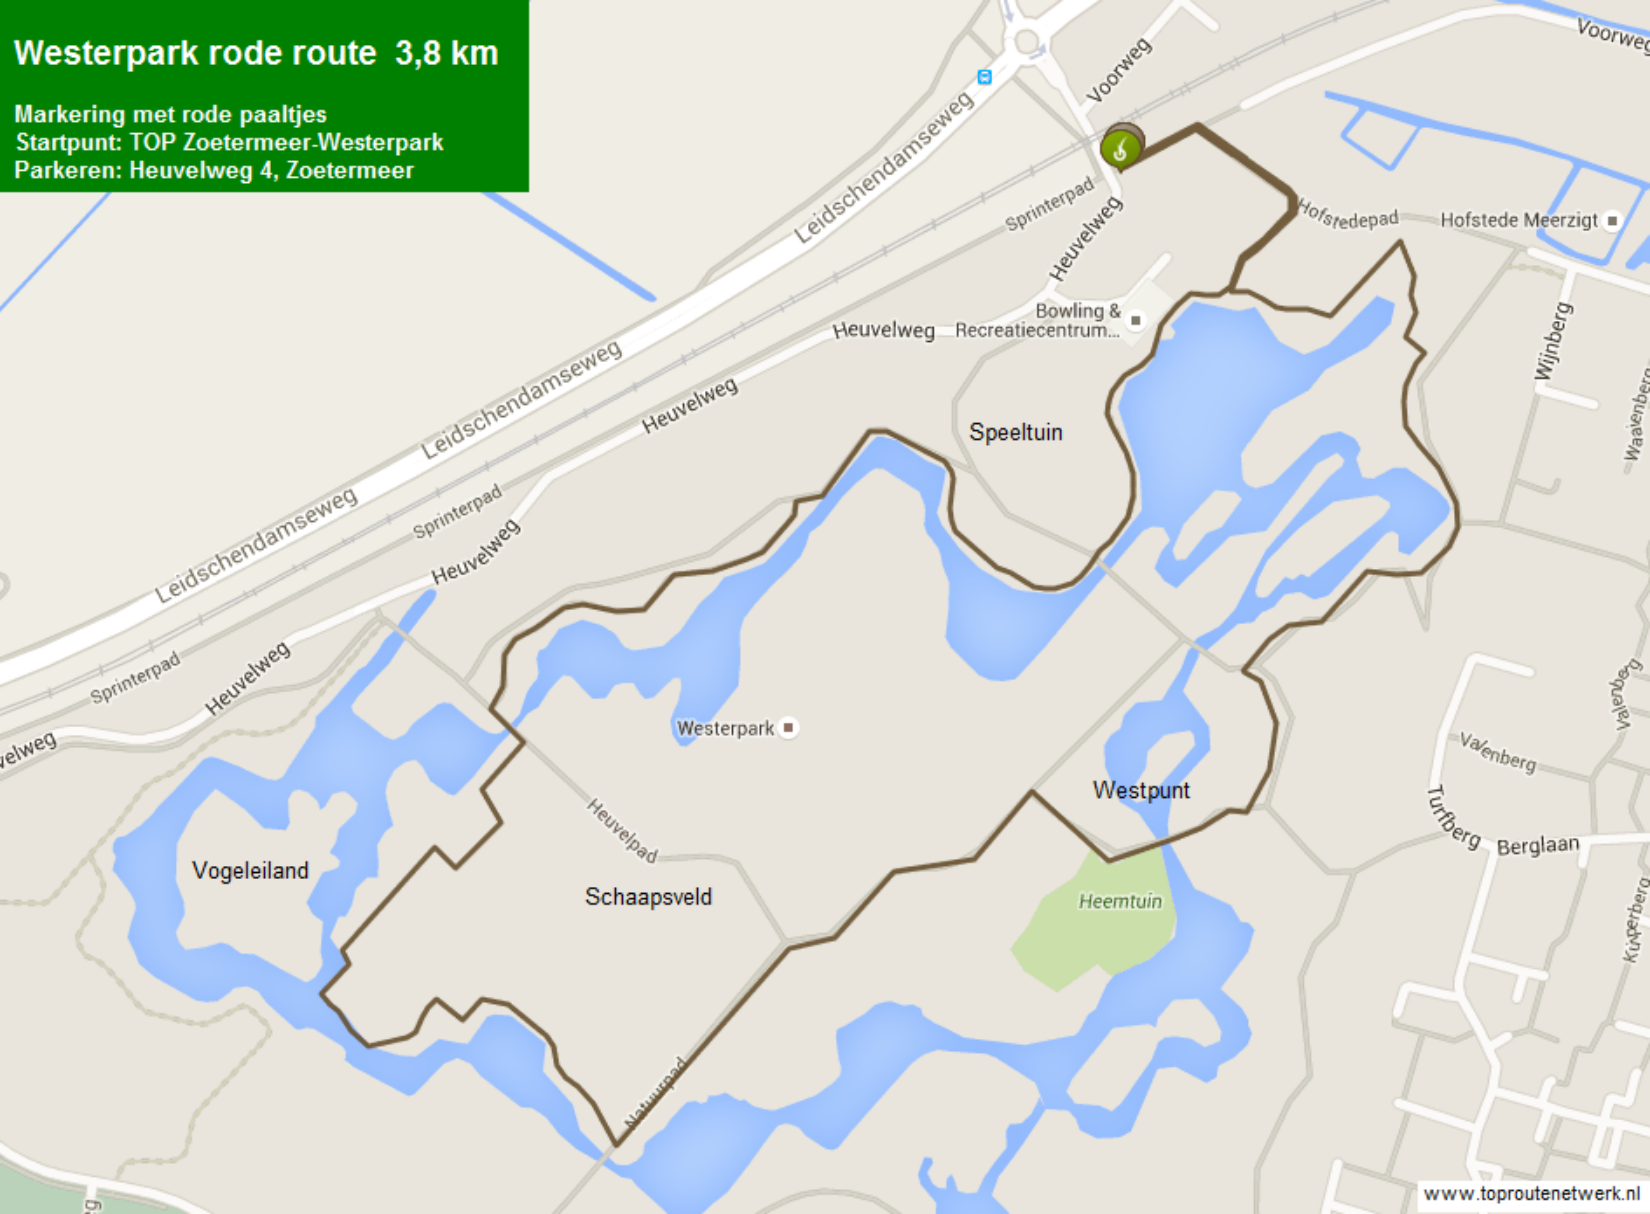 Westerpark rode route 3,8 km
Markering met rode paaltjes
Startpunt: TOP Zoetermeer-Westerpark
Parkeren: Heuvelweg 4, Zoetermeer
Voorweg
Voorweg
Leidschendamseweg
Sprinterpad
Heuvelweg
Hofstedepad
Hofstede Meerzigt
Bowling &
Recreatiecentrum...
Heuvelweg
Wijnberg
Leidschendamseweg
Heuvelweg
Speeltuin
Leidschendamseweg
Sprinterpad
Heuvelweg
Sprinterpad
Heuvelweg
velweg
Westerpark
Valenberg
Valenberg
Westpunt
Turfberg
Berglaan
Heuvelpad
Vogeleiland
Schaapsveld
Heemtuin
Natuurpad
www.toproutenetwerk.nl